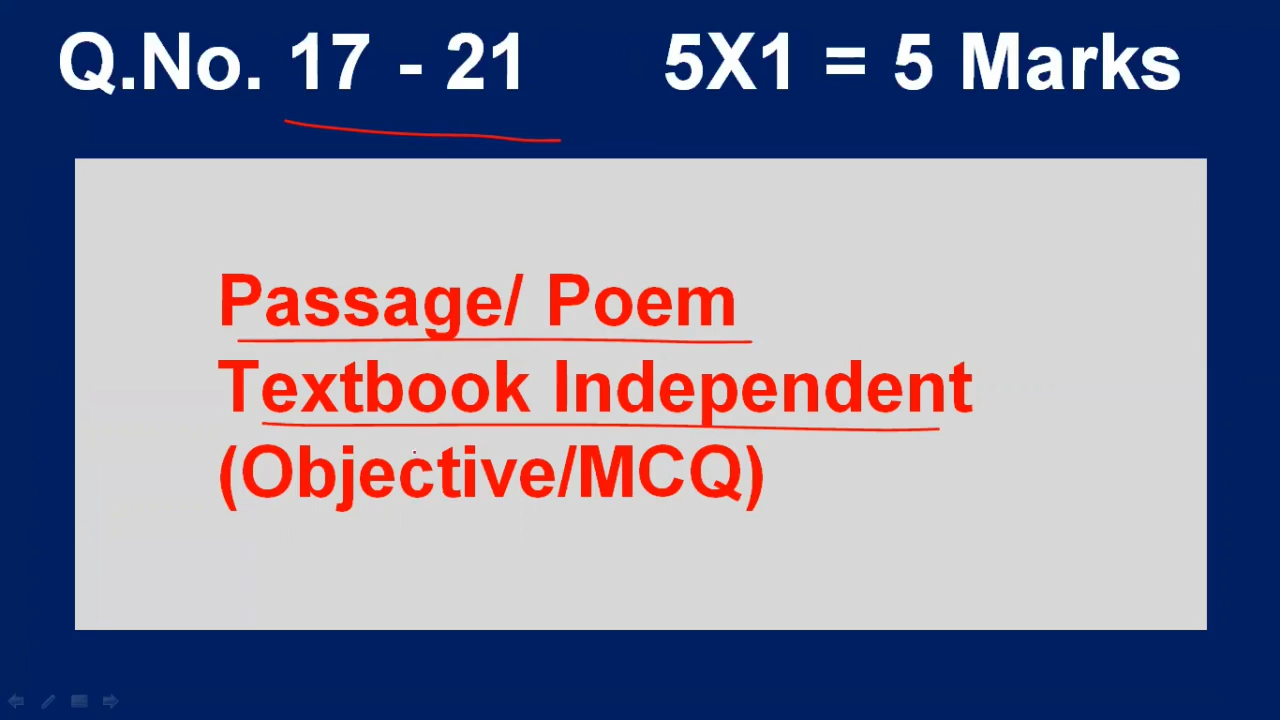 Q.No. 17 - 21 5X1 = 5 Marks
Passage/ Poem
Textbook Independent
(Objective/MCQ)